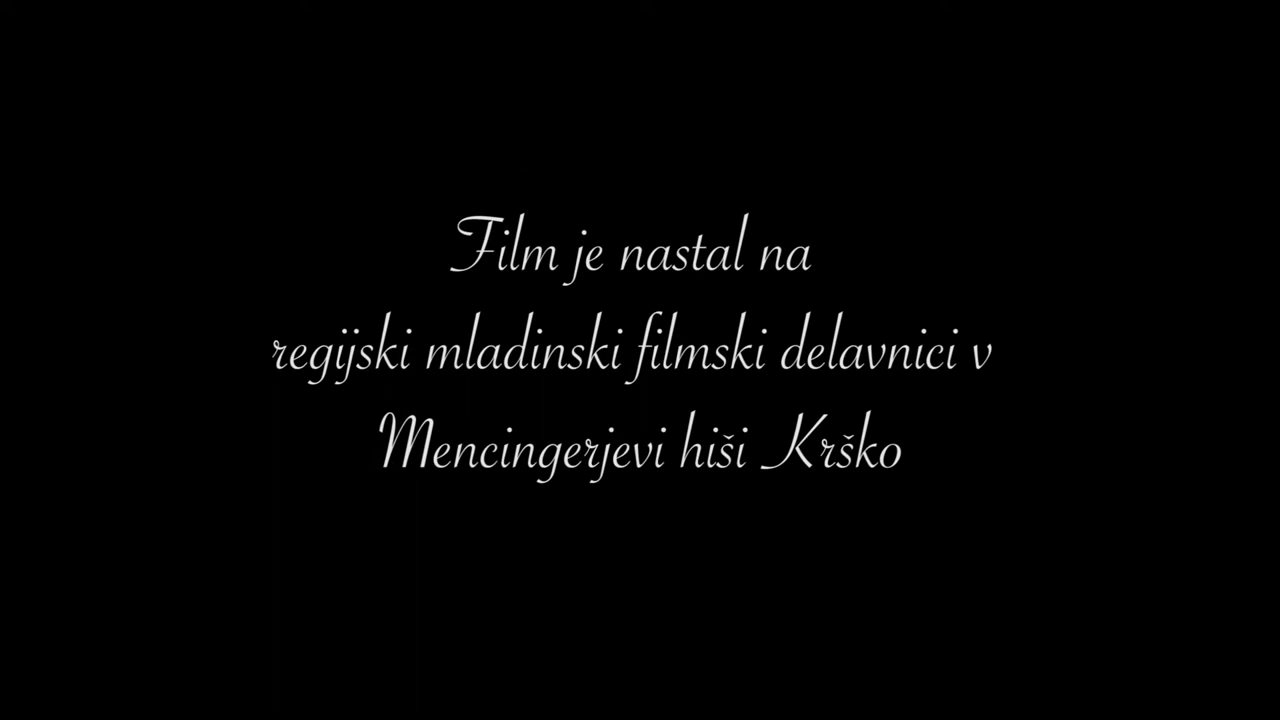 Film je nastal na
regijski mladinski filmski delavnici v
Mencingerjevi hiši Krško